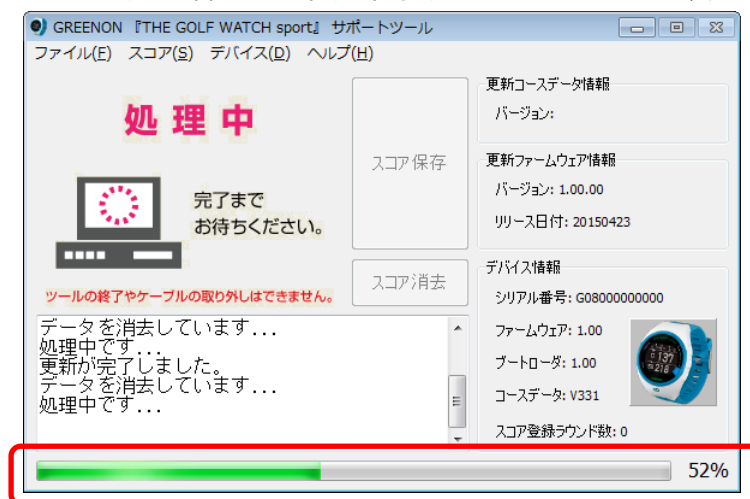 GREENON 『THE GOLF WATCH sport』 サポートツール
ファイル(F) スコア(S) デバイス(D) ヘルプ(H)
処理中
完了まで
お待ちください。
ツールの終了やケーブルの取り外しはできません。
スコア保存
スコア消去
データを消去しています...
処理中です...
更新が完了しました。
データを消去しています...
処理中です...
更新コースデータ情報
バージョン:
更新ファームウェア情報
バージョン: 1.00.00
リリース日付: 20150423
デバイス情報
シリアル番号: G08000000000
ファームウェア: 1.00
ブートローダ: 1.00
コースデータ: V331
137
218
スコア登録ラウンド数: 0
52%